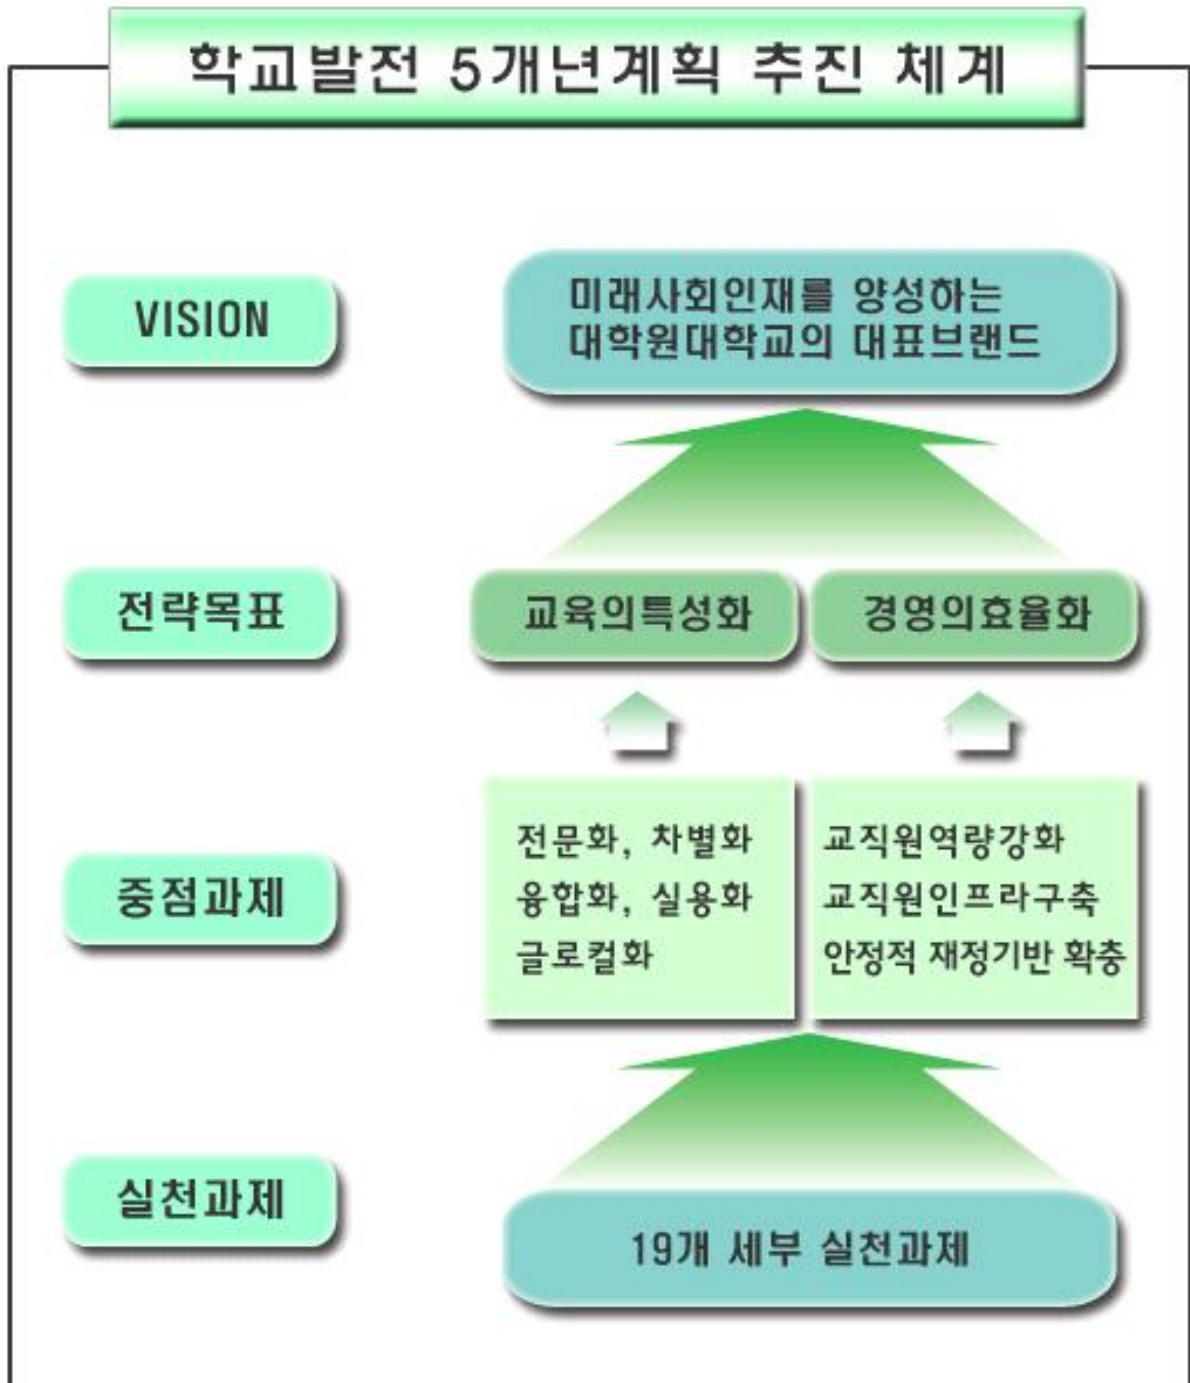 학교발전 5개년계획 추진 체계
VISION
미래사회인재를 양성하는
대학원대학교의 대표브랜드
전략목표
교육의특성화
경영의효율화
중점과제
전문화, 차별화
융합화, 실용화
글로컬화
교직원역량강화
교직원인프라구축
안정적 재정기반 확충
실천과제
19개 세부 실천과제